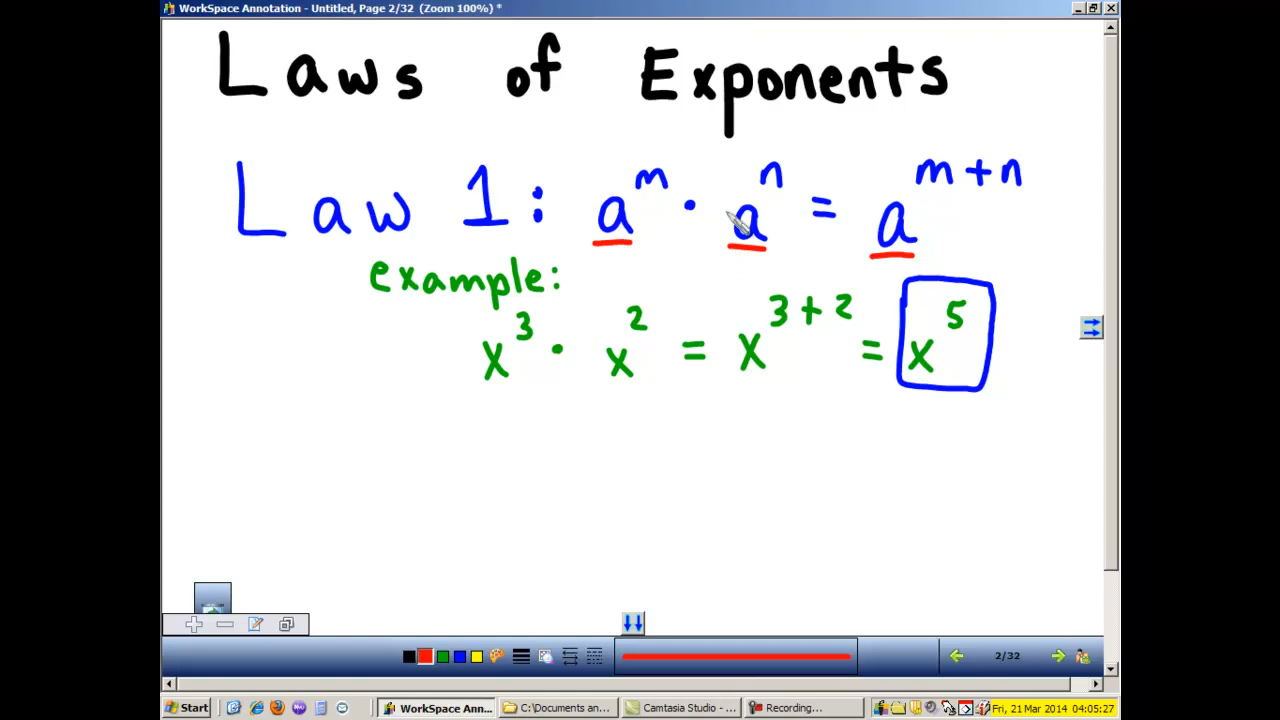 WorkSpace Annotation - Untitled, Page 2/32 (Zoom 100%) *
Laws of Exponents
Law 1: a^m · a^n = a^(m+n)
example:
x^3 · x^2 = x^(3+2) = x^5
2/32
Start WorkSpace Ann... C:\Documents an... Camtasia Studio - ... Recording... Fri, 21 Mar 2014 04:05:27